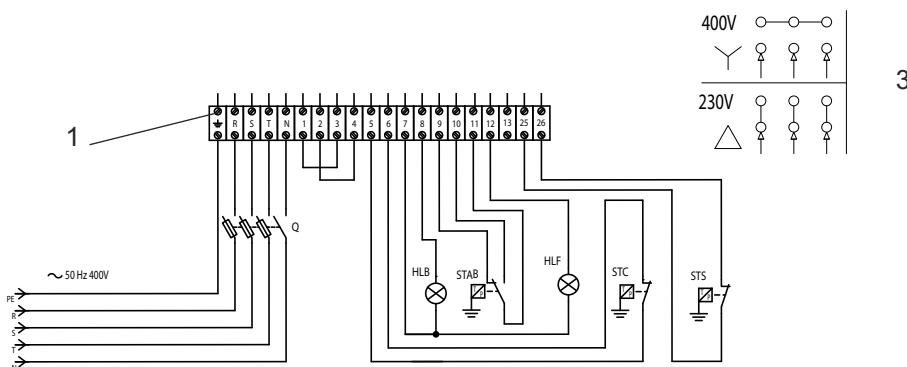 400V
230V
3
1
R S T N 1 2 3 4 5 6 7 8 9 10 11 12 13 25 26
Q
HLB
STAB
HLF
STC
STS
~ 50 Hz 400V
PE
R
S
T
N